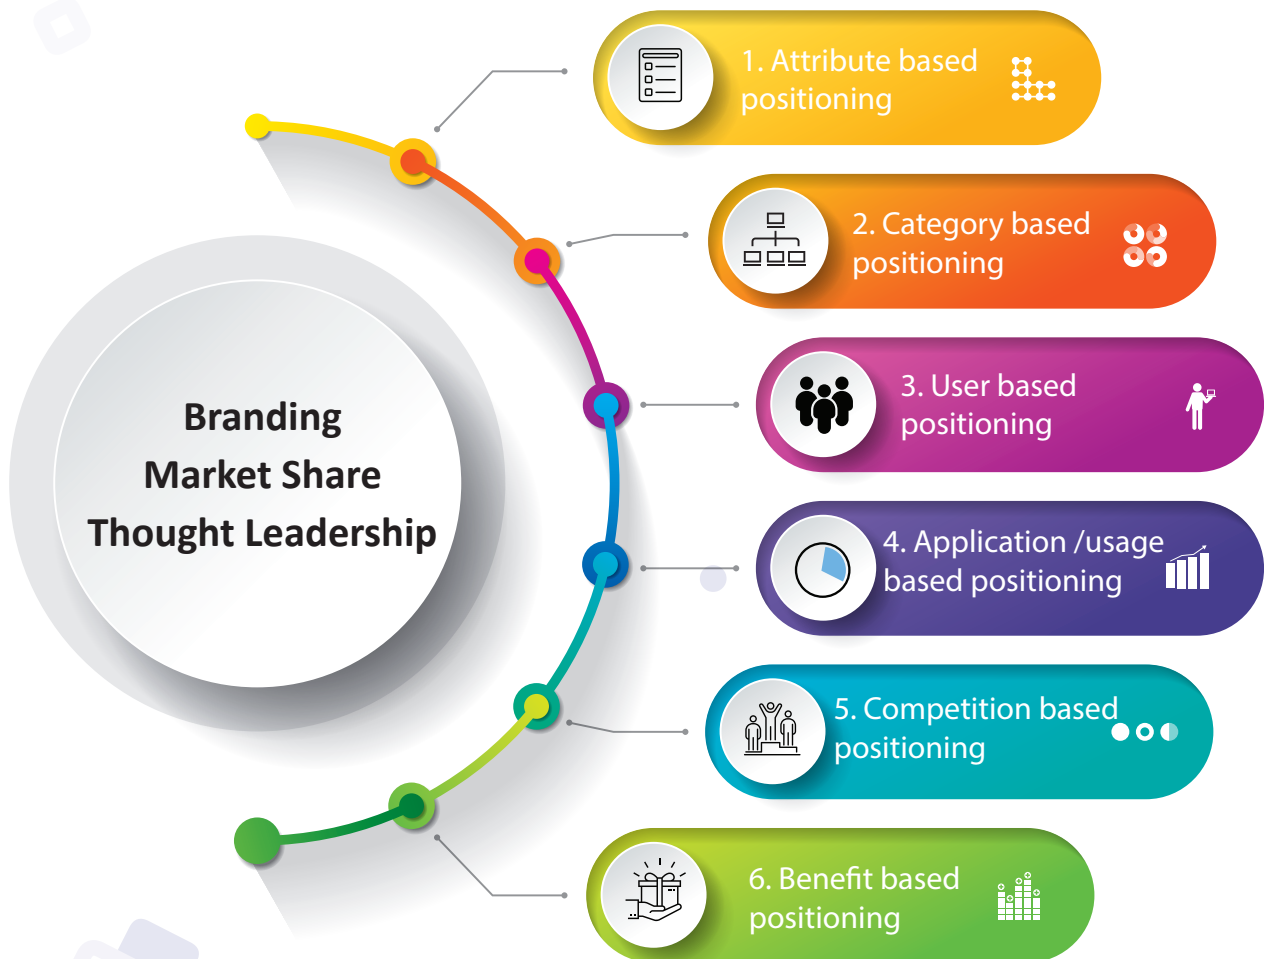 Branding
Market Share
Thought Leadership
1. Attribute based
positioning
2. Category based
positioning
3. User based
positioning
4. Application /usage
based positioning
5. Competition based
positioning
6. Benefit based
positioning